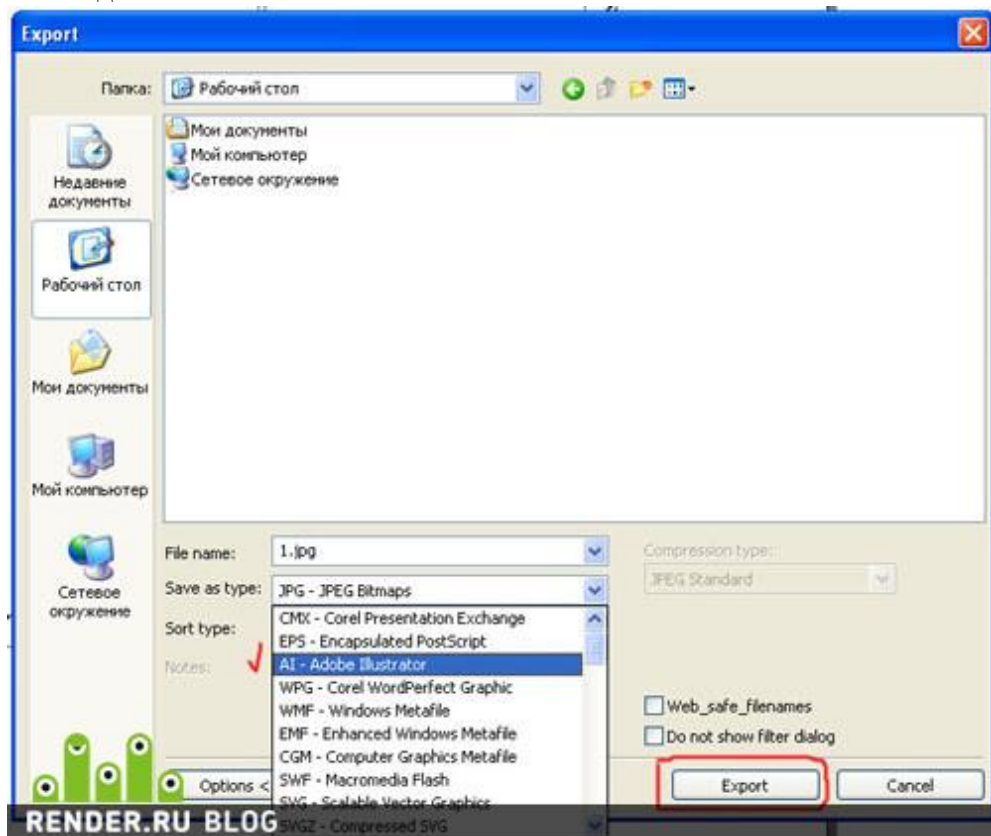 Export
Папка:
Рабочий стол
Мои документы
Мой компьютер
Сетевое окружение
Недавние
документы
Рабочий стол
Мои документы
Мой компьютер
Сетевое
окружение
File name:
1.jpg
Compression type:
Save as type:
JPG - JPEG Bitmaps
JPEG Standard
Sort type:
CMX - Corel Presentation Exchange
EPS - Encapsulated PostScript
Notes:
AI - Adobe Illustrator
WPG - Corel WordPerfect Graphic
WMF - Windows Metafile
Web_safe_filenames
EMF - Enhanced Windows Metafile
Do not show filter dialog
CGM - Computer Graphics Metafile
Options <
SWF - Macromedia Flash
Export
Cancel
SVG - Scalable Vector Graphics
SVGZ - Compressed SVG
RENDER.RU BLOG